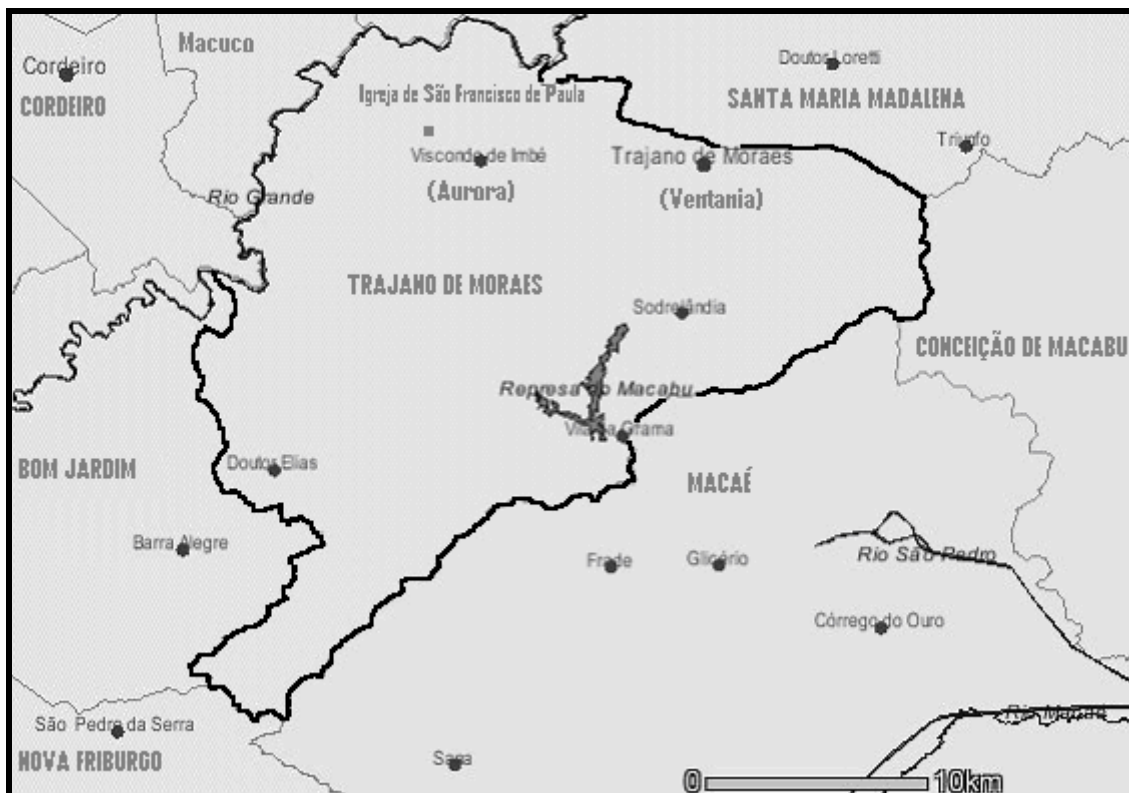 Macuco
Cordeiro
CORDEIRO
Doutor Loretti
Igreja de São Francisco de Paula
SANTA MARIA MADALENA
Triunfo
Visconde de Imbé
Trajano de Moraes
Rio Grande
(Aurora)
(Ventania)
TRAJANO DE MORAES
Sodrelândia
CONCEIÇÃO DE MACABU
Represa do Macabu
Vila da Grama
BOM JARDIM
Doutor Elias
MACAÉ
Barra Alegre
Frade
Glicério
Rio São Pedro
Córrego do Ouro
São Pedro da Serra
Rio Macaé
NOVA FRIBURGO
Sana
0 10km